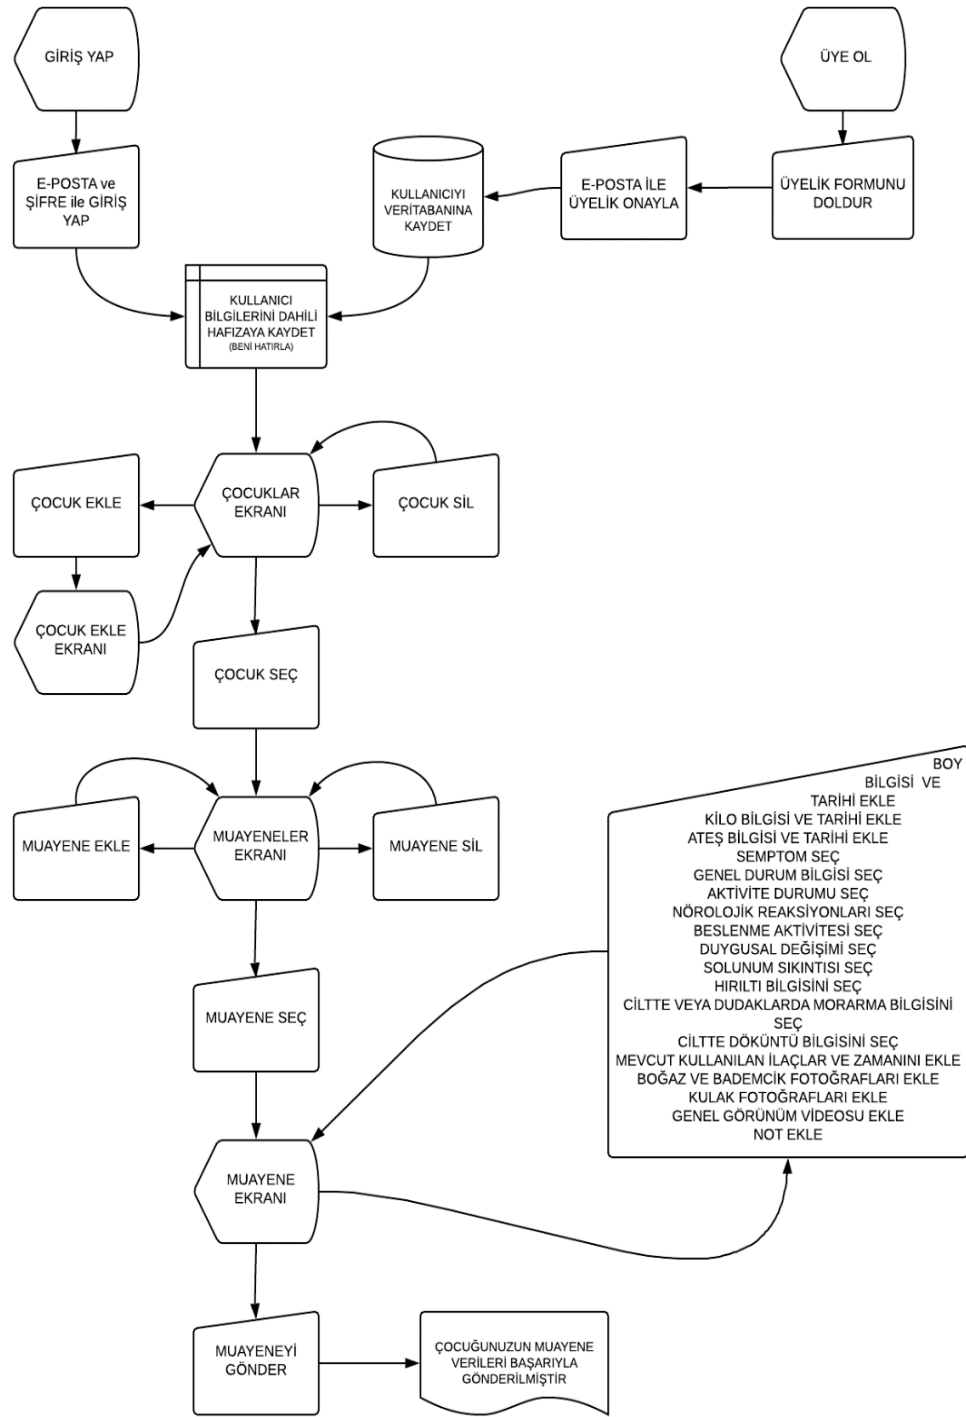 GİRİŞ YAP
ÜYE OL
E-POSTA ve
ŞİFRE ile GİRİŞ
YAP
KULLANICIYI
VERİTABANINA
KAYDET
E-POSTA İLE
ÜYELİK ONAYLA
ÜYELİK FORMUNU
DOLDUR
KULLANICI
BİLGİLERİNİ DAHİLİ
HAFIZAYA KAYDET
(BENİ HATIRLA)
ÇOCUK EKLE
ÇOCUKLAR
EKRANI
ÇOCUK SİL
ÇOCUK EKLE
EKRANI
ÇOCUK SEÇ
MUAYENE EKLE
MUAYENELER
EKRANI
MUAYENE SİL
BOY
BİLGİSİ VE
TARİHİ EKLE
KİLO BİLGİSİ VE TARİHİ EKLE
ATEŞ BİLGİSİ VE TARİHİ EKLE
SEMPTOM SEÇ
GENEL DURUM BİLGİSİ SEÇ
AKTİVİTE DURUMU SEÇ
NÖROLOJİK REAKSİYONLARI SEÇ
BESLENME AKTİVİTESİ SEÇ
DUYGUSAL DEĞİŞİMİ SEÇ
SOLUNUM SIKINTISI SEÇ
HIRILTI BİLGİSİNİ SEÇ
CİLTTE VEYA DUDAKLARDA MORARMA BİLGİSİNİ
SEÇ
CİLTTE DÖKÜNTÜ BİLGİSİNİ SEÇ
MEVCUT KULLANILAN İLAÇLAR VE ZAMANINI EKLE
BOĞAZ VE BADEMCİK FOTOĞRAFLARI EKLE
KULAK FOTOĞRAFLARI EKLE
GENEL GÖRÜNÜM VİDEOSU EKLE
NOT EKLE
MUAYENE SEÇ
MUAYENE
EKRANI
MUAYENEYİ
GÖNDER
ÇOCUĞUNUZUN MUAYENE
VERİLERİ BAŞARIYLA
GÖNDERİLMİŞTİR